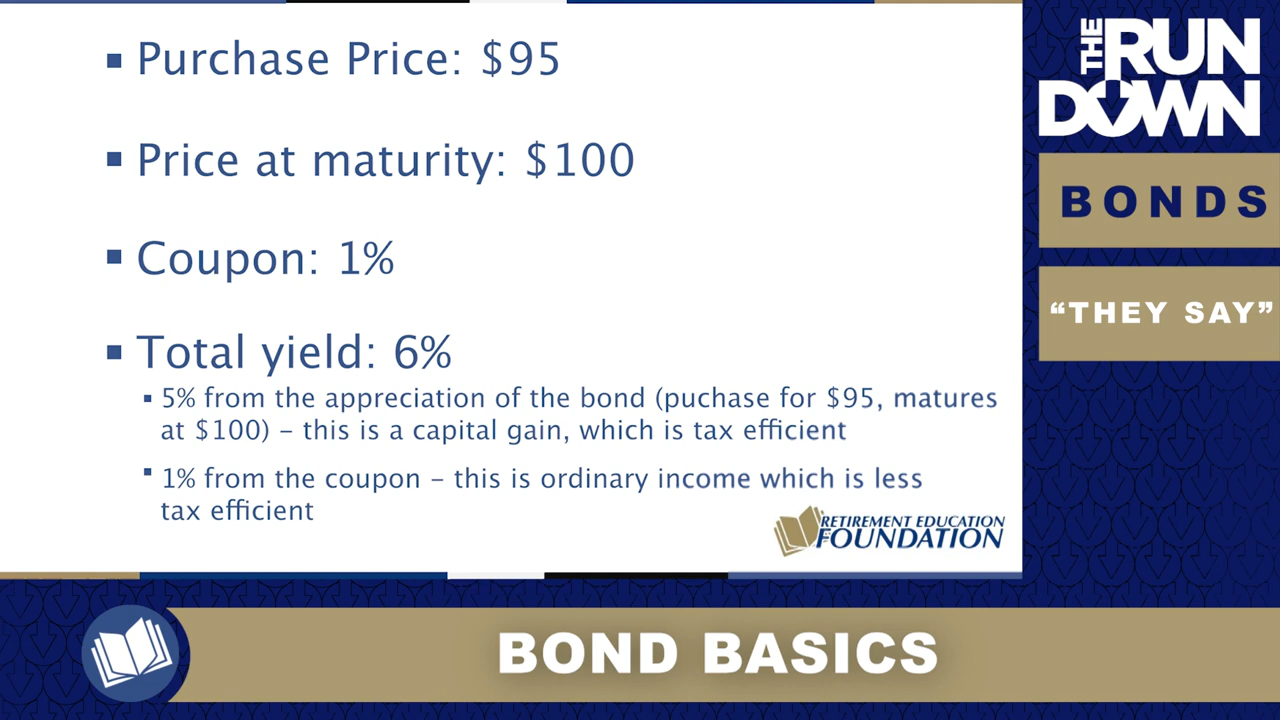 Purchase Price: $95
Price at maturity: $100
Coupon: 1%
Total yield: 6%
5% from the appreciation of the bond (puchase for $95, matures
at $100) – this is a capital gain, which is tax efficient
1% from the coupon – this is ordinary income which is less
tax efficient
RETIREMENT EDUCATION
FOUNDATION
THE RUN
DOWN
BONDS
“THEY SAY”
BOND BASICS